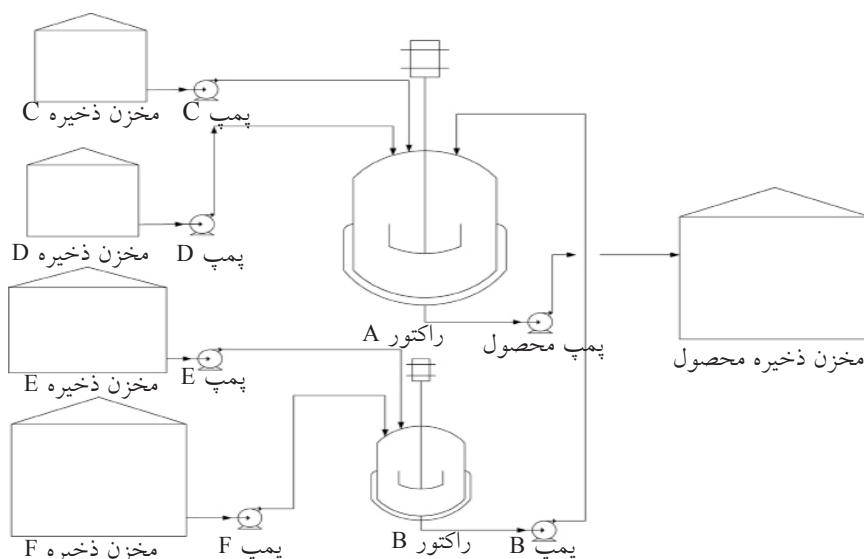 مخزن ذخیره C
پمپ C
مخزن ذخیره D
پمپ D
راکتور A
پمپ محصول
مخزن ذخیره محصول
مخزن ذخیره E
پمپ E
مخزن ذخیره F
پمپ F
راکتور B
پمپ B